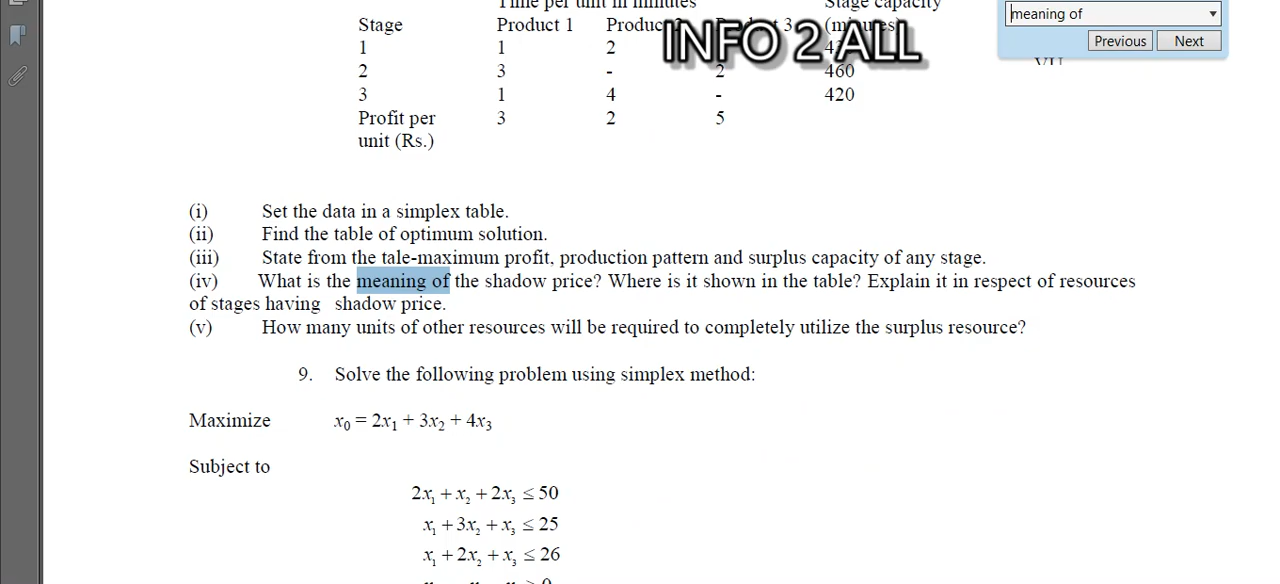 Time per unit in minutes Stage capacity
Stage Product 1 Product 3 (minutes)
INFO 2 ALL
1 1 2
2 3 - 2 460
3 1 4 - 420
Profit per 3 2 5
unit (Rs.)
meaning of
Previous Next
VII
(i) Set the data in a simplex table.
(ii) Find the table of optimum solution.
(iii) State from the tale-maximum profit, production pattern and surplus capacity of any stage.
(iv) What is the meaning of the shadow price? Where is it shown in the table? Explain it in respect of resources
of stages having shadow price.
(v) How many units of other resources will be required to completely utilize the surplus resource?
9. Solve the following problem using simplex method:
Maximize x₀ = 2x₁ + 3x₂ + 4x₃
Subject to
2x₁ + x₂ + 2x₃ ≤ 50
x₁ + 3x₂ + x₃ ≤ 25
x₁ + 2x₂ + x₃ ≤ 26